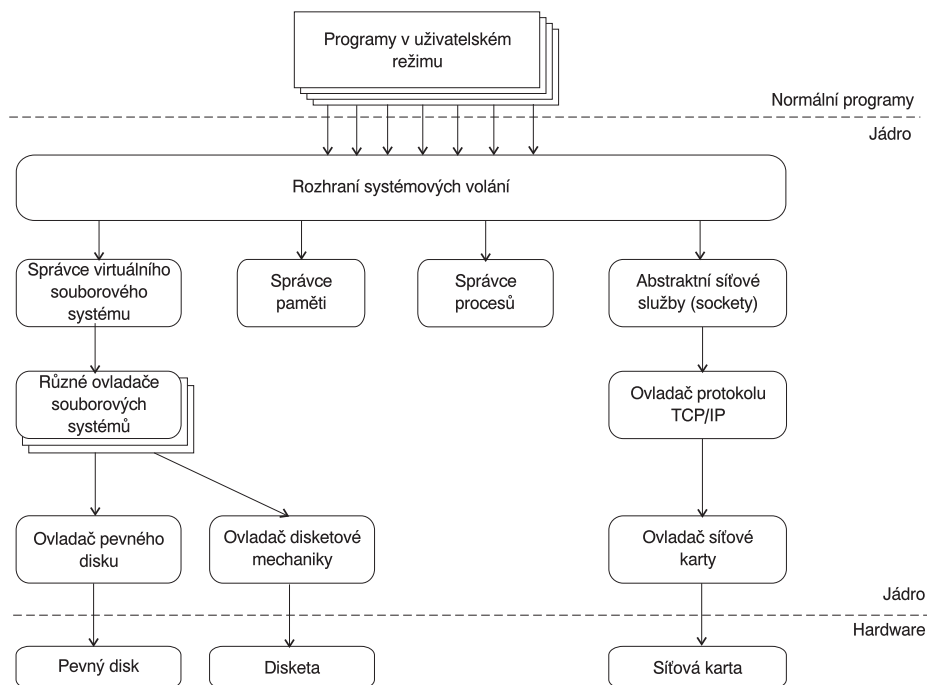 Programy v uživatelském
režimu
Normální programy
Jádro
Rozhraní systémových volání
Správce virtuálního
souborového
systému
Správce
paměti
Správce
procesů
Abstraktní síťové
služby (sockety)
Různé ovladače
souborových
systémů
Ovladač protokolu
TCP/IP
Ovladač pevného
disku
Ovladač disketové
mechaniky
Ovladač síťové
karty
Jádro
Hardware
Pevný disk
Disketa
Síťová karta